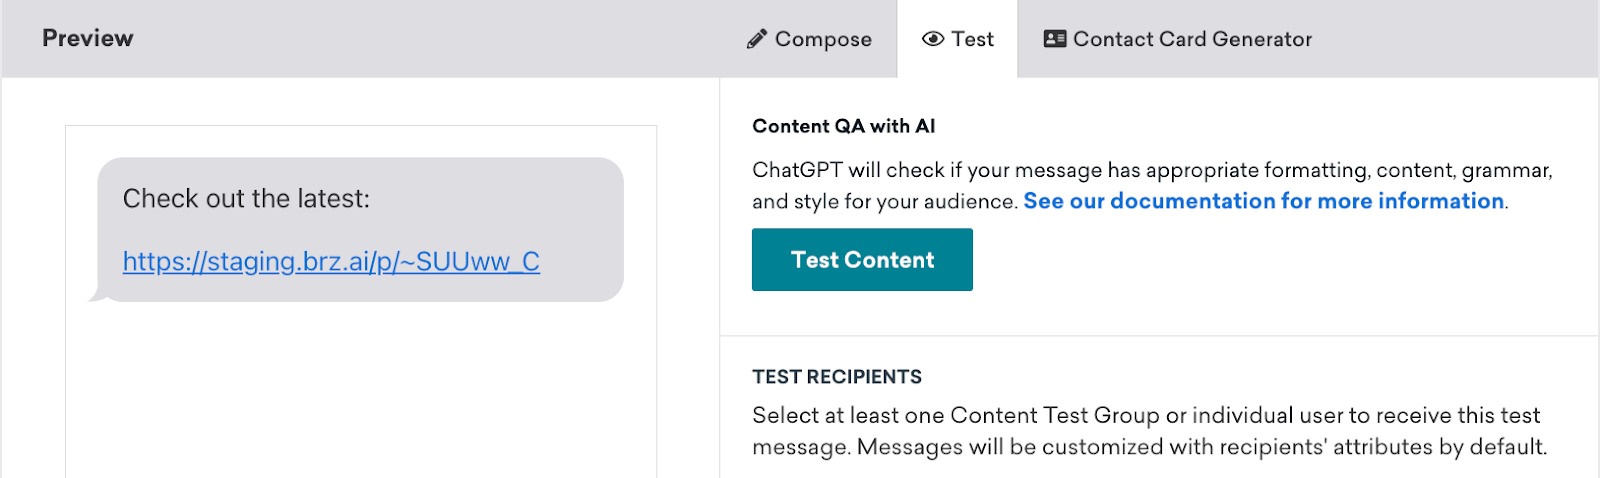 Preview
Compose
Test
Contact Card Generator
Check out the latest:
https://staging.brz.ai/p/~SUUww_C
Content QA with AI
ChatGPT will check if your message has appropriate formatting, content, grammar,
and style for your audience. See our documentation for more information.
Test Content
TEST RECIPIENTS
Select at least one Content Test Group or individual user to receive this test
message. Messages will be customized with recipients' attributes by default.